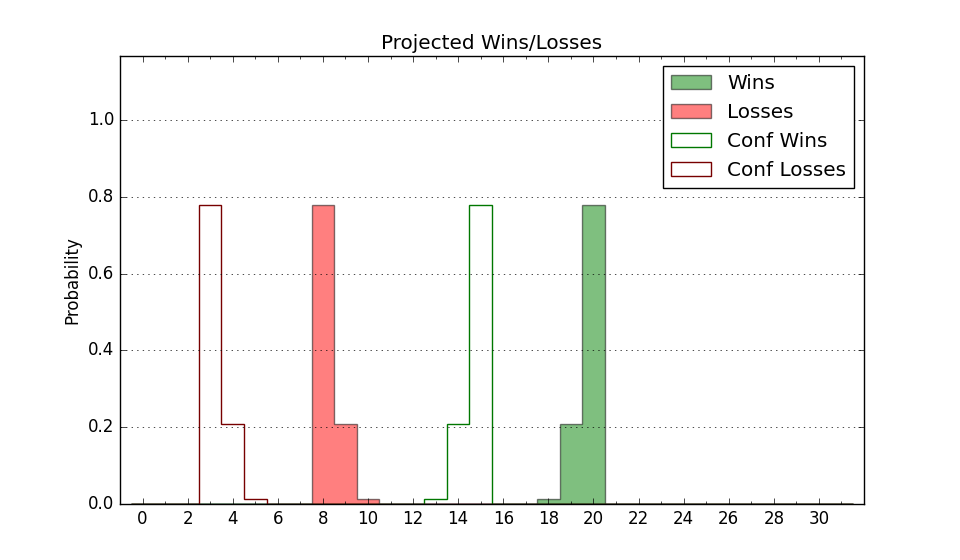 Projected Wins/Losses
Wins
Losses
Conf Wins
Conf Losses
Probability
1.0
0.8
0.6
0.4
0.2
0.0
0 2 4 6 8 10 12 14 16 18 20 22 24 26 28 30